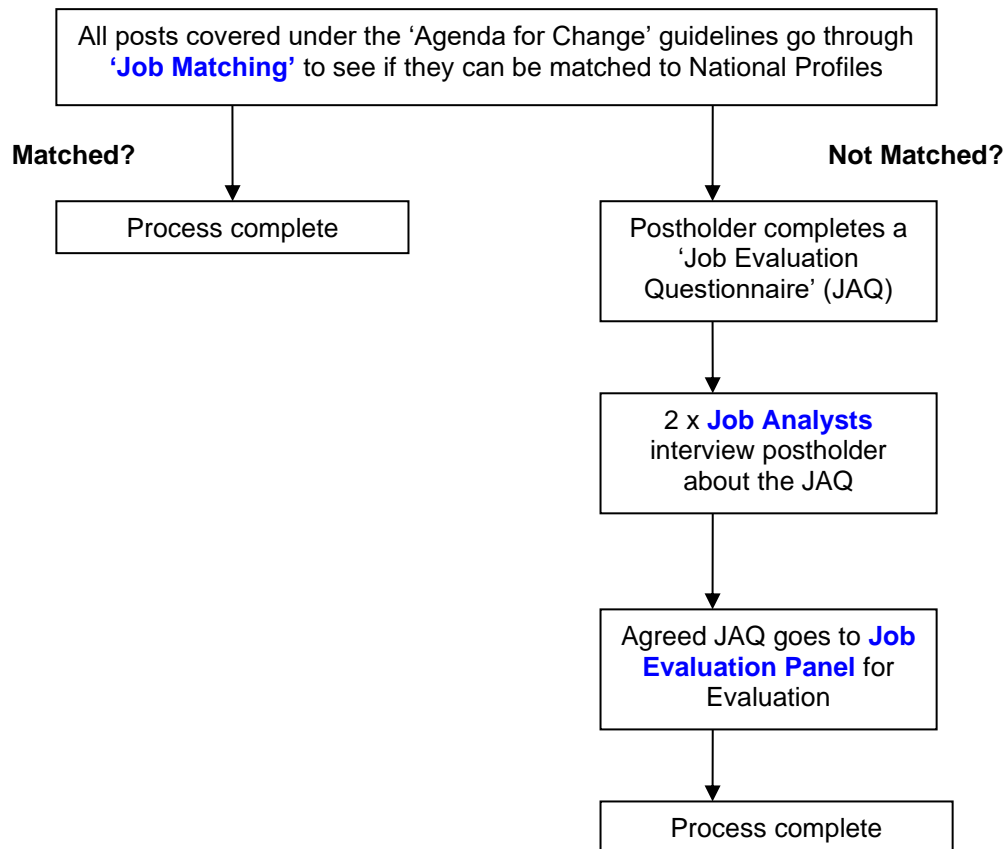 All posts covered under the ‘Agenda for Change’ guidelines go through
‘Job Matching’ to see if they can be matched to National Profiles
Matched?
Not Matched?
Process complete
Postholder completes a
‘Job Evaluation
Questionnaire’ (JAQ)
2 x Job Analysts
interview postholder
about the JAQ
Agreed JAQ goes to Job
Evaluation Panel for
Evaluation
Process complete